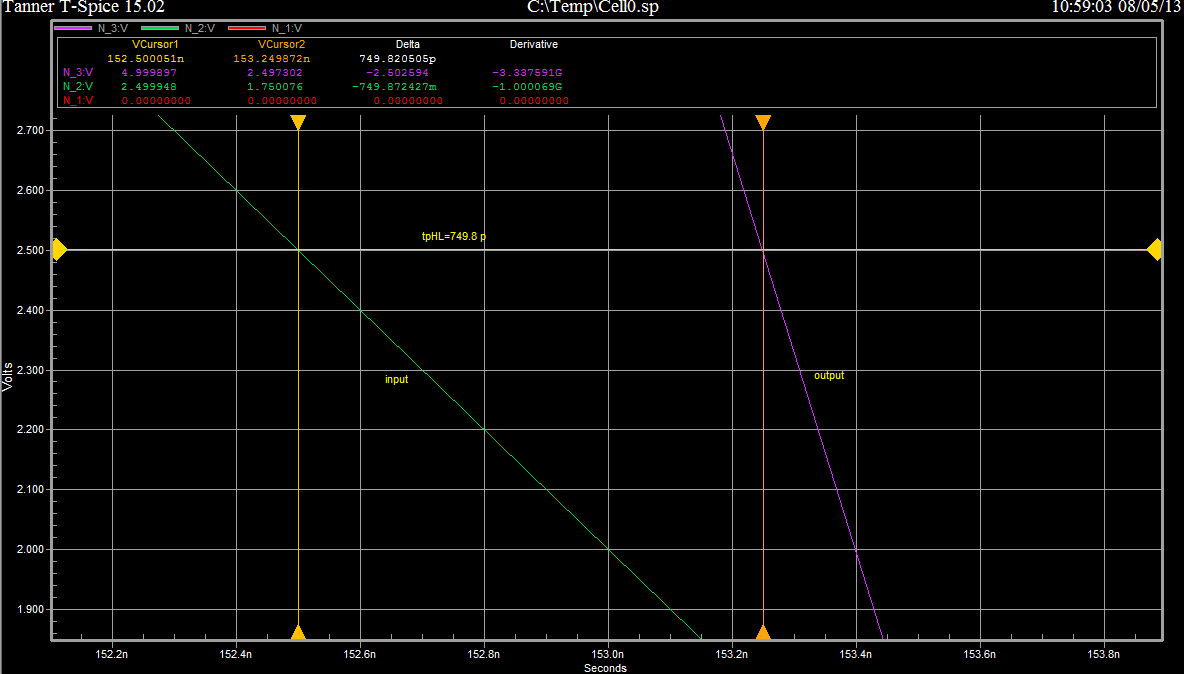 Tanner T-Spice 15.02 C:\Temp\Cell0.sp 10:59:03 08/05/13
N_3:V N_2:V N_1:V
VCursor1 VCursor2 Delta Derivative
152.500051n 153.249872n 749.820505p
N_3:V 4.999897 2.497302 -2.502594 -3.337591G
N_2:V 2.499948 1.750076 -749.872427m -1.000069G
N_1:V 0.00000000 0.00000000 0.00000000 0.00000000
2.700
2.600
tpHL=749.8 p
2.500
2.400
2.300
Volts
input
output
2.200
2.100
2.000
1.900
152.2n 152.4n 152.6n 152.8n 153.0n 153.2n 153.4n 153.6n 153.8n
Seconds